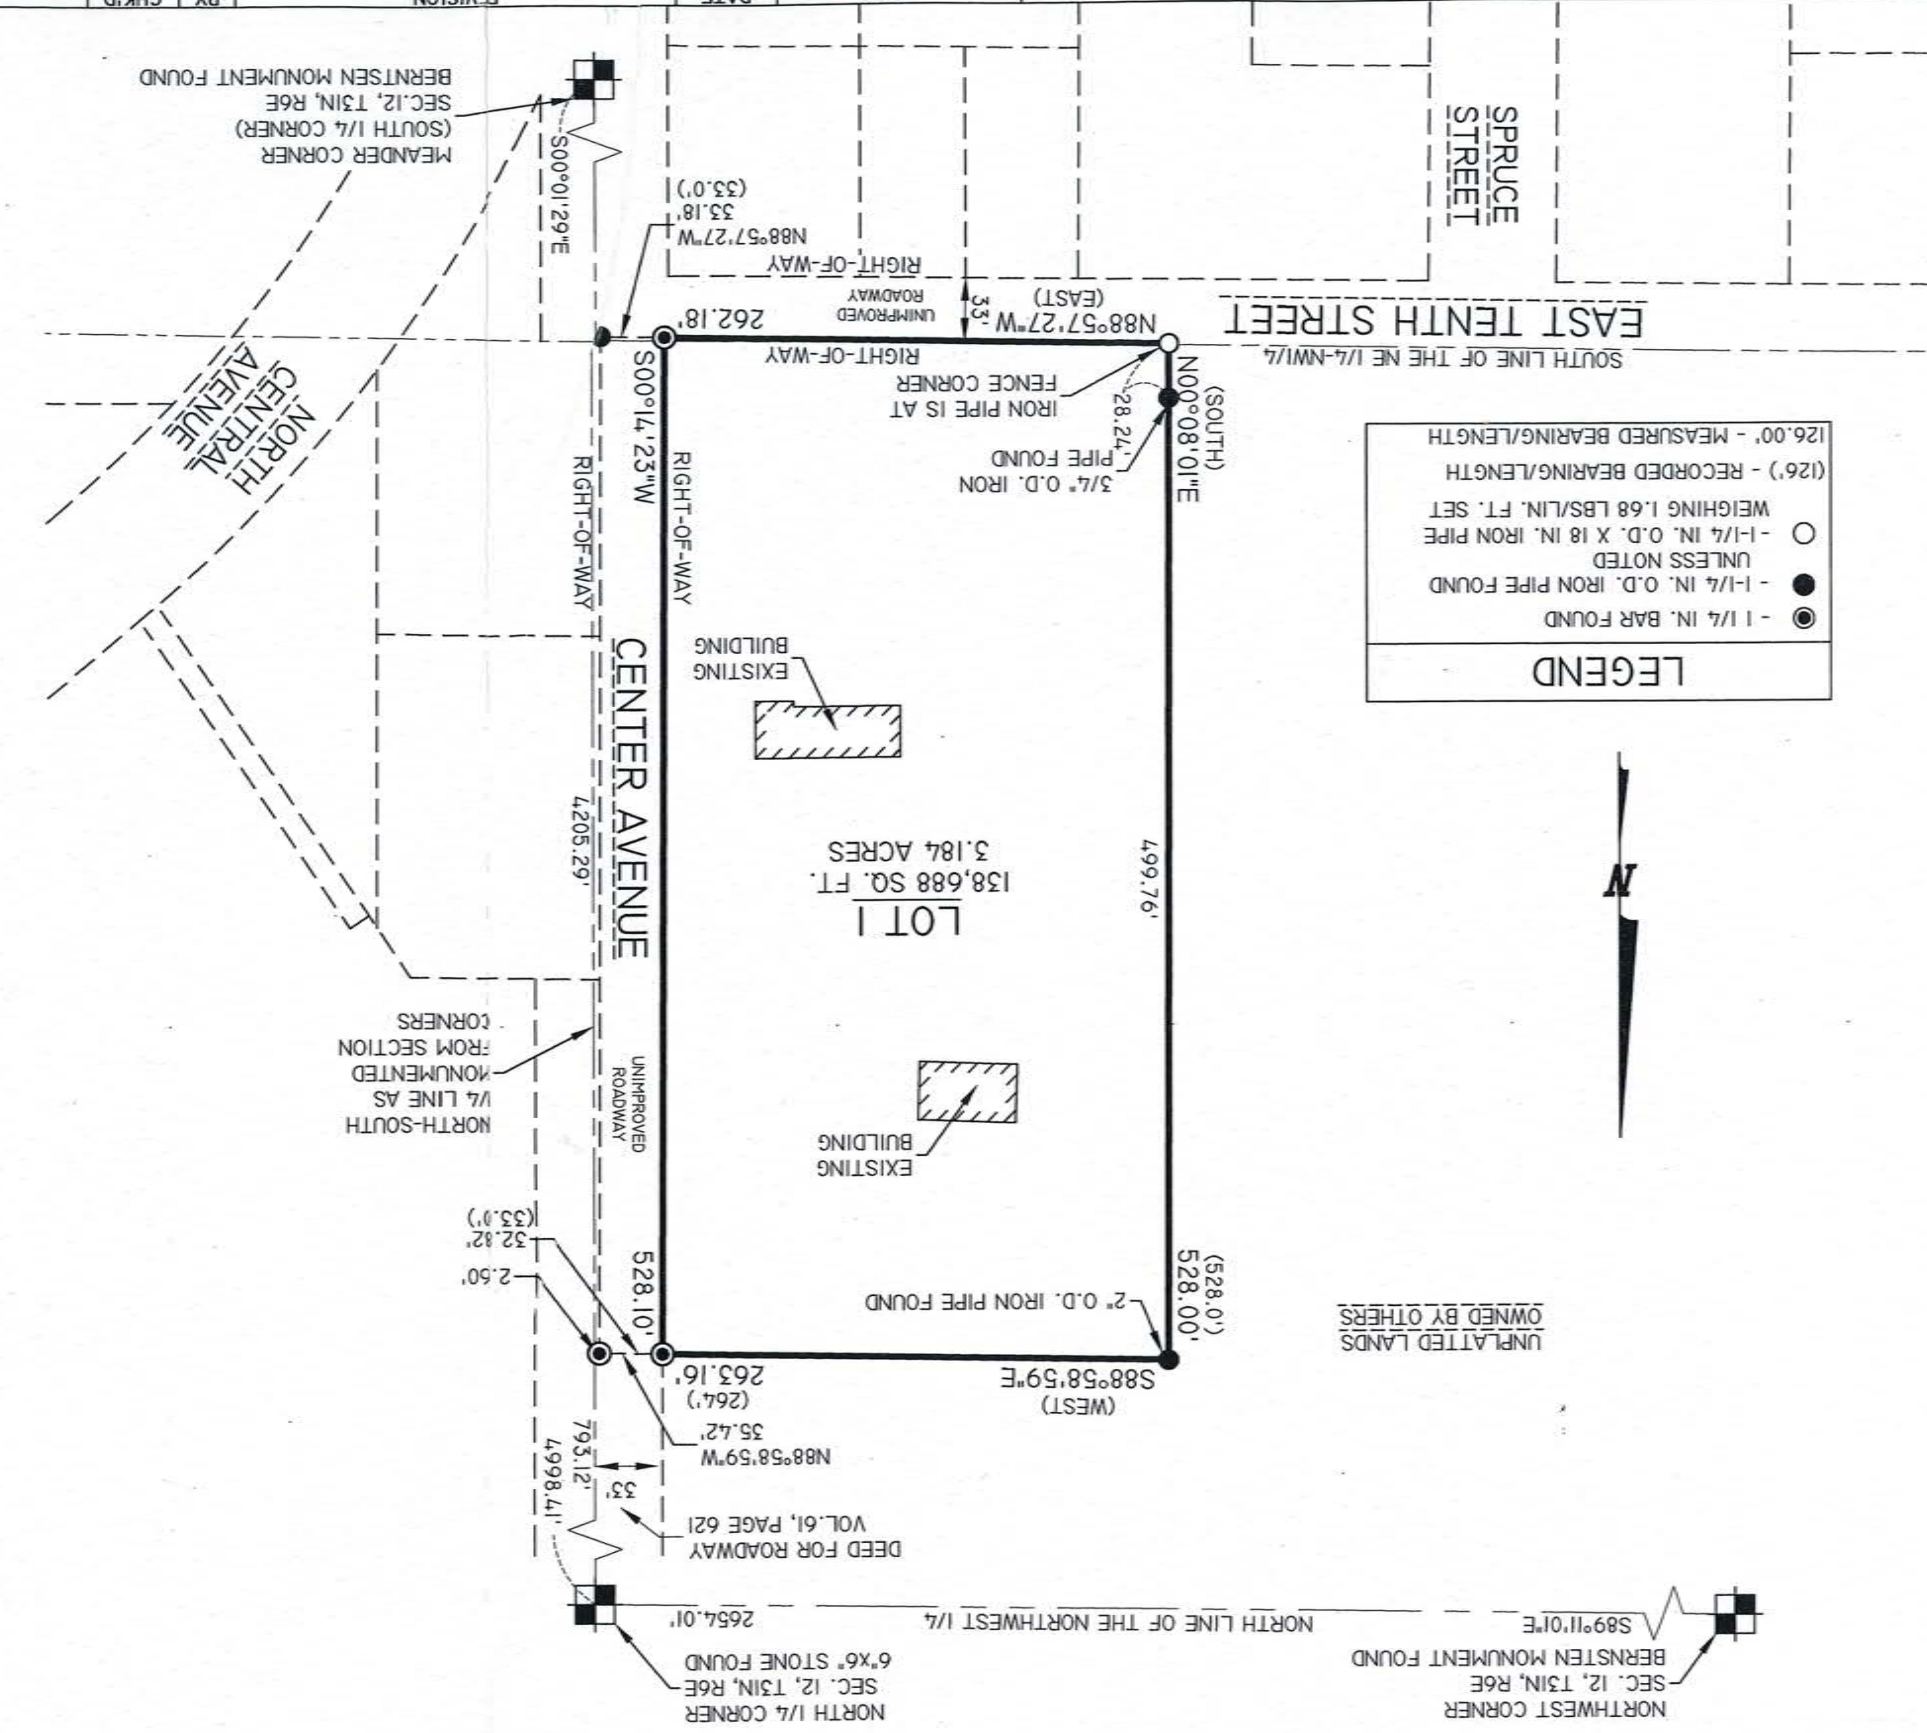 NORTHWEST CORNER
SEC. 12, T31N, R6E
BERNSTEN MONUMENT FOUND
S89°11'01"E
NORTH LINE OF THE NORTHWEST 1/4
2654.01'
NORTH 1/4 CORNER
SEC. 12, T31N, R6E
6"X6" STONE FOUND
DEED FOR ROADWAY
VOL.61, PAGE 621
33'
4998.41'
793.12'
N88°58'59"W
35.42'
(WEST)
S88°58'59"E
(264')
263.16'
UNPLATTED LANDS
OWNED BY OTHERS
2" O.D. IRON PIPE FOUND
(528.0')
528.00'
528.10'
2.60'
32.82'
(33.0')
EXISTING
BUILDING
UNIMPROVED
ROADWAY
NORTH-SOUTH
1/4 LINE AS
MONUMENTED
FROM SECTION
CORNERS
N
LOT 1
138,688 SQ. FT.
3.184 ACRES
499.76'
CENTER AVENUE
4205.29'
EXISTING
BUILDING
LEGEND
- 1 1/4 IN. BAR FOUND
- 1-1/4 IN. O.D. IRON PIPE FOUND
UNLESS NOTED
- 1-1/4 IN. O.D. X 18 IN. IRON PIPE
WEIGHING 1.68 LBS/LIN. FT. SET
(126') - RECORDED BEARING/LENGTH
126.00' - MEASURED BEARING/LENGTH
(SOUTH)
N00°08'01"E
3/4" O.D. IRON
PIPE FOUND
28.24'
IRON PIPE IS AT
FENCE CORNER
RIGHT-OF-WAY
S00°14'23"W
RIGHT-OF-WAY
NORTH
CENTRAL
AVENUE
SOUTH LINE OF THE NE 1/4-NW1/4
EAST TENTH STREET
RIGHT-OF-WAY
N88°57'27"W
(EAST)
262.18'
33'
UNIMPROVED
ROADWAY
RIGHT-OF-WAY
N88°57'27"W
33.18'
(33.0')
S00°01'29"E
SPRUCE
STREET
MEANDER CORNER
(SOUTH 1/4 CORNER)
SEC.12, T31N, R6E
BERNTSEN MONUMENT FOUND